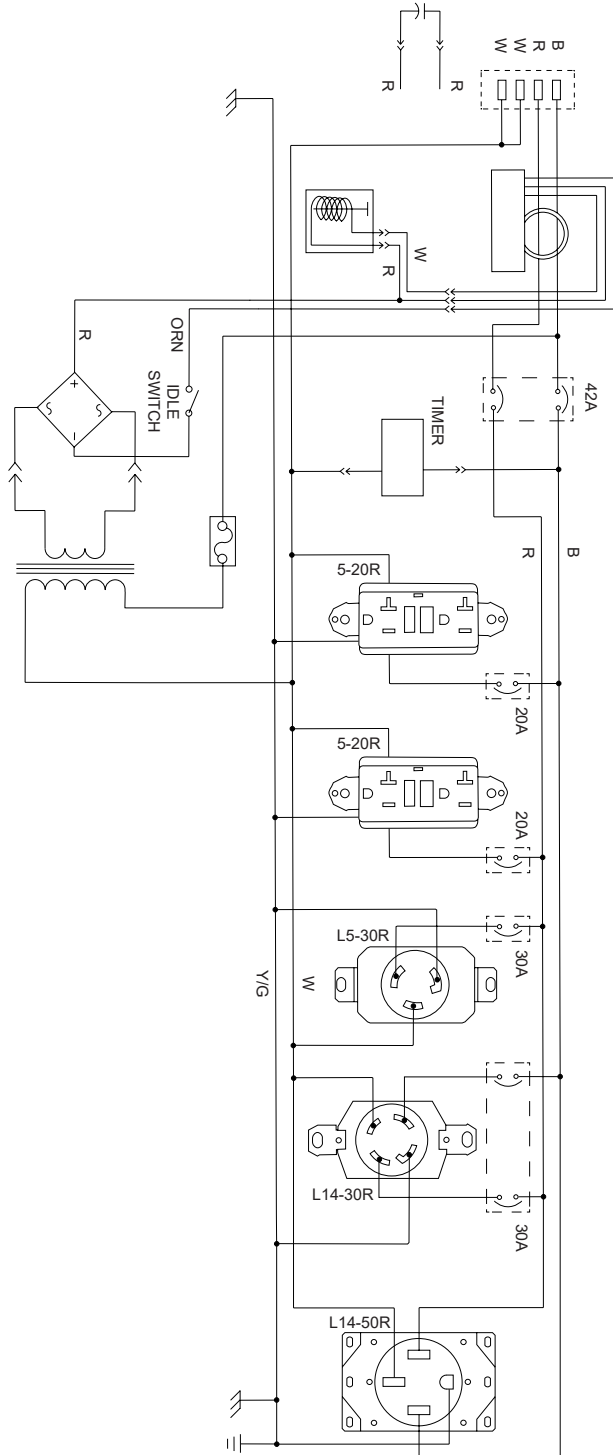 W
W
R
B
R
R
W
R
42A
ORN
IDLE
SWITCH
R
TIMER
R
B
5-20R
20A
5-20R
20A
L5-30R
30A
Y/G
W
L14-30R
30A
L14-50R